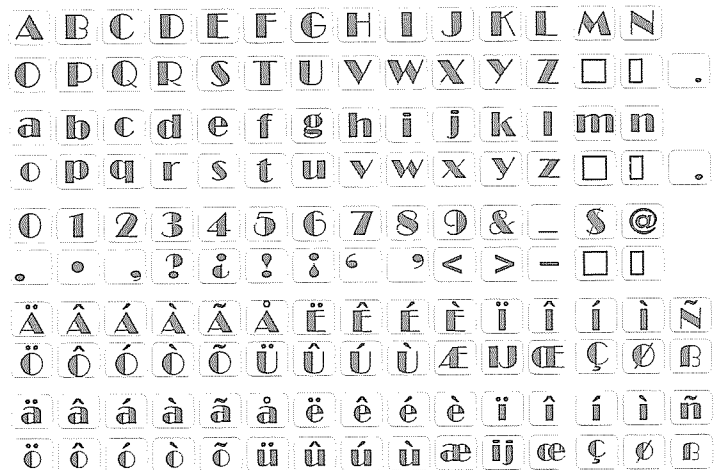 A B C D E F G H I J K L M N
O P Q R S T U V W X Y Z □ ▯ .
a b c d e f g h i j k l m n
o p q r s t u v w x y z □ ▯ .
0 1 2 3 4 5 6 7 8 9 & _ $ @
. • , ? ¿ ! ¡ ‘ ’ < > – □ ▯
Ä Â Á À Ã Å Ë Ê É È Ï Î Í Ì Ñ
Ö Ô Ó Ò Õ Ü Û Ú Ù Æ IJ Œ Ç Ø ß
ä â á à ã å ë ê é è ï î í ì ñ
ö ô ó ò õ ü û ú ù æ ij œ ç ø ß